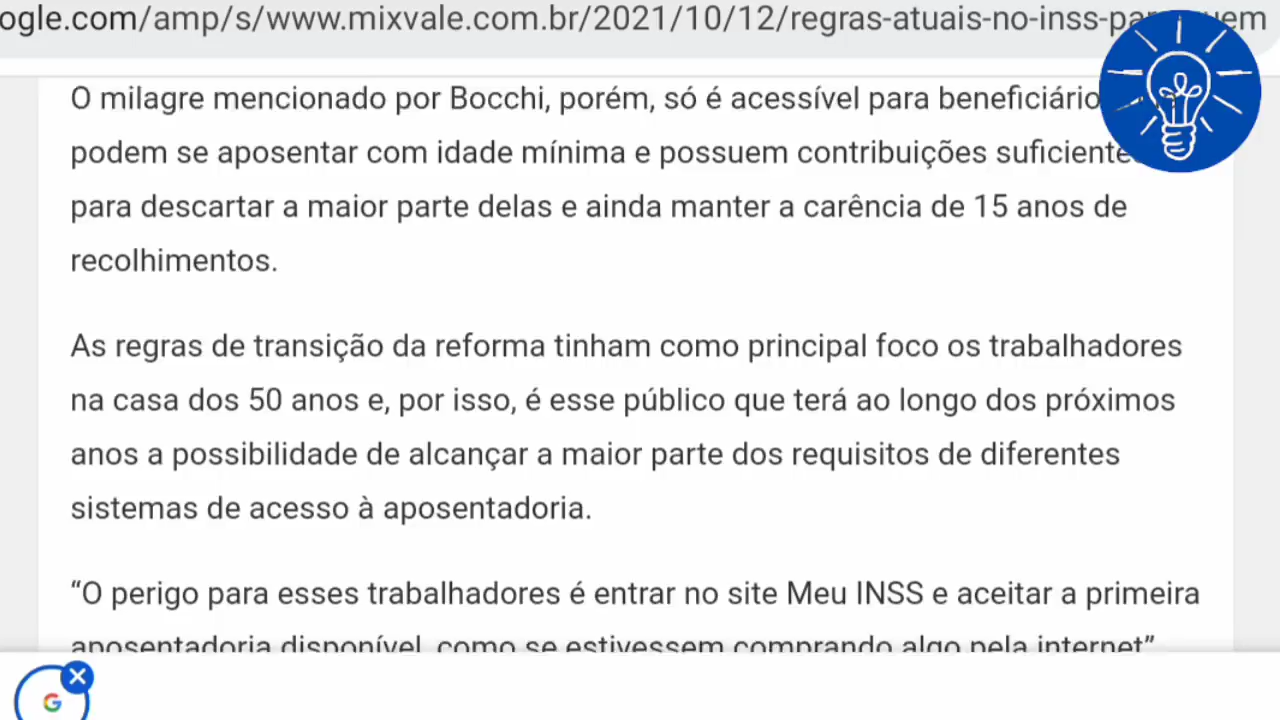 ogle.com/amp/s/www.mixvale.com.br/2021/10/12/regras-atuais-no-inss-pa
O milagre mencionado por Bocchi, porém, só é acessível para beneficiário
podem se aposentar com idade mínima e possuem contribuições suficiente
para descartar a maior parte delas e ainda manter a carência de 15 anos de
recolhimentos.
As regras de transição da reforma tinham como principal foco os trabalhadores
na casa dos 50 anos e, por isso, é esse público que terá ao longo dos próximos
anos a possibilidade de alcançar a maior parte dos requisitos de diferentes
sistemas de acesso à aposentadoria.
“O perigo para esses trabalhadores é entrar no site Meu INSS e aceitar a primeira
aposentadoria disponível, como se estivessem comprando algo pela internet”
G